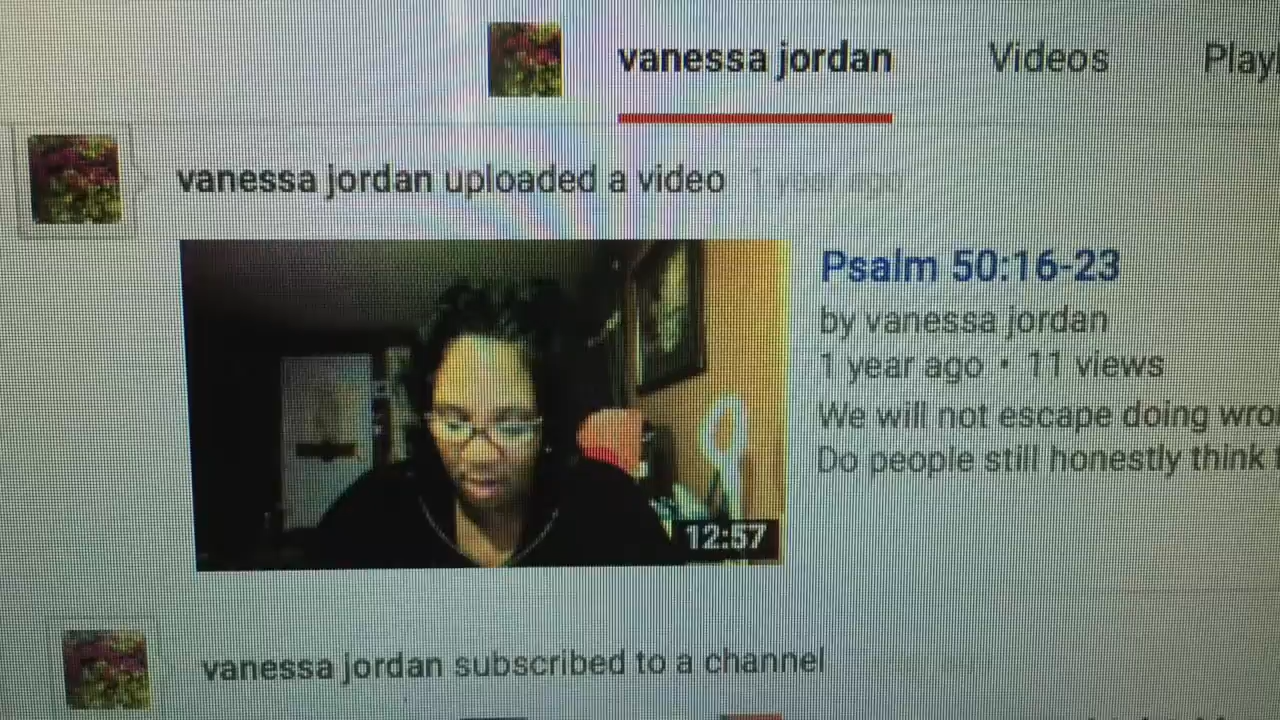 vanessa jordan Videos
vanessa jordan uploaded a video 1 year ago
Psalm 50:16-23
by vanessa jordan
1 year ago • 11 views
We will not escape doing
Do people still honestly think
12:57
vanessa jordan subscribed to a channel